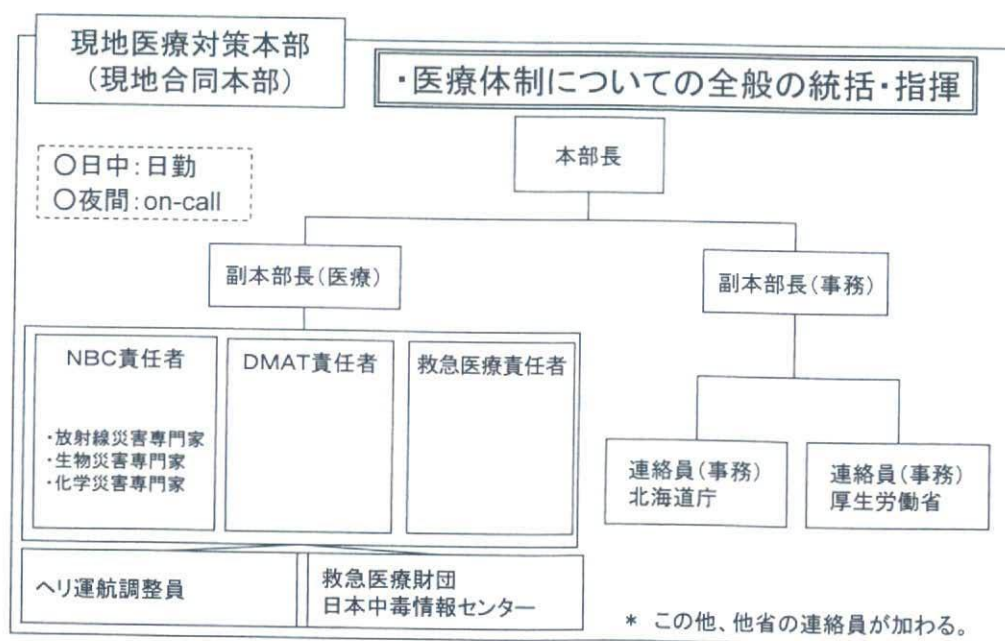 現地医療対策本部
（現地合同本部）
・医療体制についての全般の統括・指揮
○日中：日勤
○夜間：on-call
本部長
副本部長（医療）
副本部長（事務）
NBC責任者
・放射線災害専門家
・生物災害専門家
・化学災害専門家
DMAT責任者
救急医療責任者
連絡員（事務）
北海道庁
連絡員（事務）
厚生労働省
ヘリ運航調整員
救急医療財団
日本中毒情報センター
* この他、他省の連絡員が加わる。